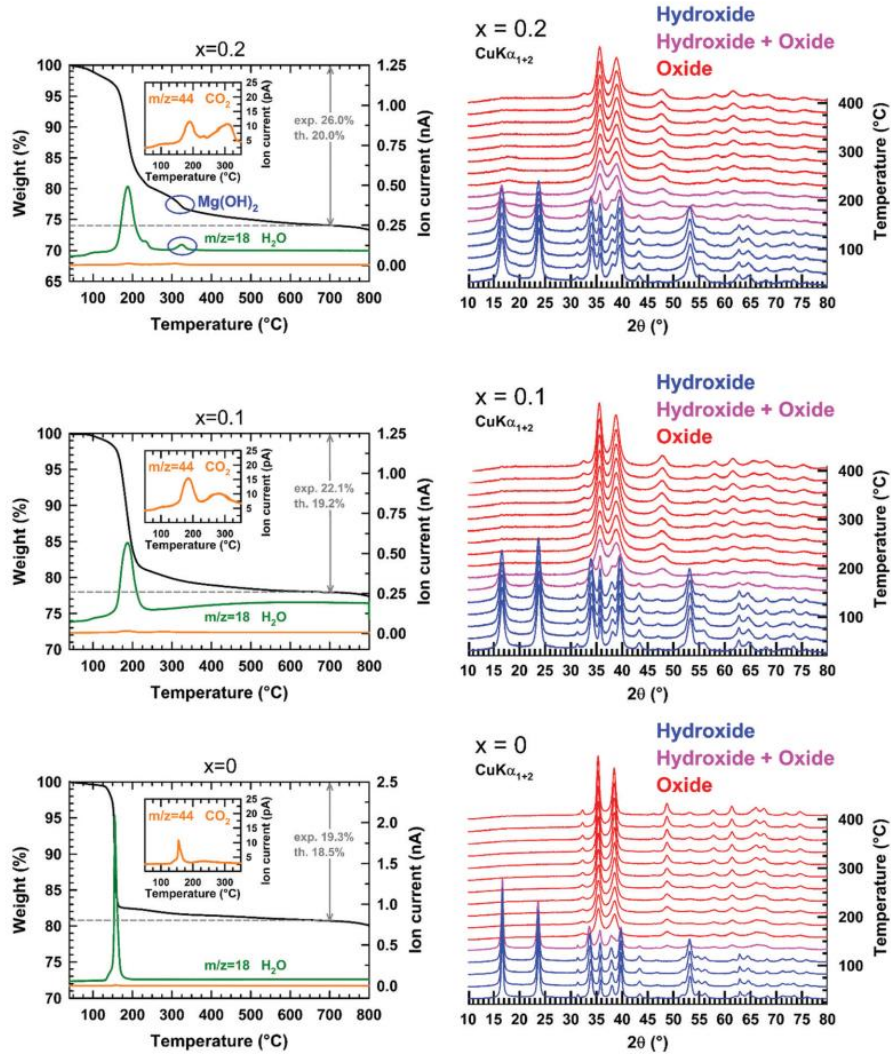 x=0.2
100
95
90
85
80
75
70
65
Weight (%)
100 200 300 400 500 600 700 800
Temperature (°C)
1.25
1.00
0.75
0.50
0.25
0.00
Ion current (nA)
m/z=44 CO₂
25
20
15
10
5
Ion current (pA)
100 200 300
Temperature (°C)
exp. 26.0%
th. 20.0%
Mg(OH)₂
m/z=18 H₂O
x = 0.2
CuKα₁₊₂
Hydroxide
Hydroxide + Oxide
Oxide
400
300
200
100
Temperature (°C)
10 15 20 25 30 35 40 45 50 55 60 65 70 75 80
2θ (°)
x=0.1
100
95
90
85
80
75
70
Weight (%)
100 200 300 400 500 600 700 800
Temperature (°C)
1.25
1.00
0.75
0.50
0.25
0.00
Ion current (nA)
m/z=44 CO₂
25
20
15
10
5
Ion current (pA)
100 200 300
Temperature (°C)
exp. 22.1%
th. 19.2%
m/z=18 H₂O
x = 0.1
CuKα₁₊₂
Hydroxide
Hydroxide + Oxide
Oxide
400
300
200
100
Temperature (°C)
10 15 20 25 30 35 40 45 50 55 60 65 70 75 80
2θ (°)
x=0
100
95
90
85
80
75
70
Weight (%)
100 200 300 400 500 600 700 800
Temperature (°C)
2.5
2.0
1.5
1.0
0.5
0.0
Ion current (nA)
m/z=44 CO₂
25
20
15
10
5
Ion current (pA)
100 200 300
Temperature (°C)
exp. 19.3%
th. 18.5%
m/z=18 H₂O
x = 0
CuKα₁₊₂
Hydroxide
Hydroxide + Oxide
Oxide
400
300
200
100
Temperature (°C)
10 15 20 25 30 35 40 45 50 55 60 65 70 75 80
2θ (°)